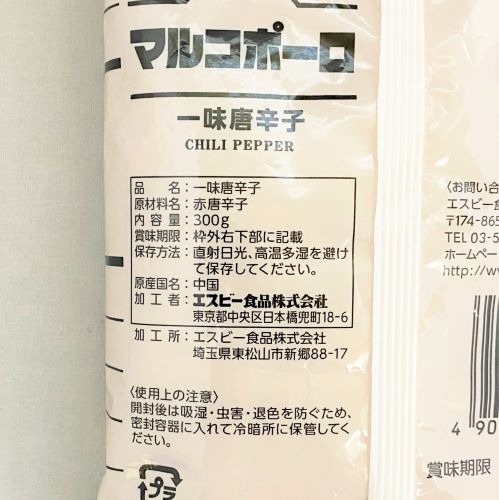 マルコポーロ
一味唐辛子
CHILI PEPPER
品 名：一味唐辛子
原材料名：赤唐辛子
内 容 量：300g
賞味期限：枠外右下部に記載
保存方法：直射日光、高温多湿を避け
て保存してください。
原産国名：中国
加 工 者：エスビー食品株式会社
東京都中央区日本橋兜町18-6
加 工 所：エスビー食品株式会社
埼玉県東松山市新郷88-17
〈使用上の注意〉
開封後は吸湿・虫害・退色を防ぐため、
密封容器に入れて冷暗所に保管してく
ださい。
プラ
〈お問い合
エスビー食
〒174-865
TEL 03-5
ホームペー
http://w
4 90
賞味期限